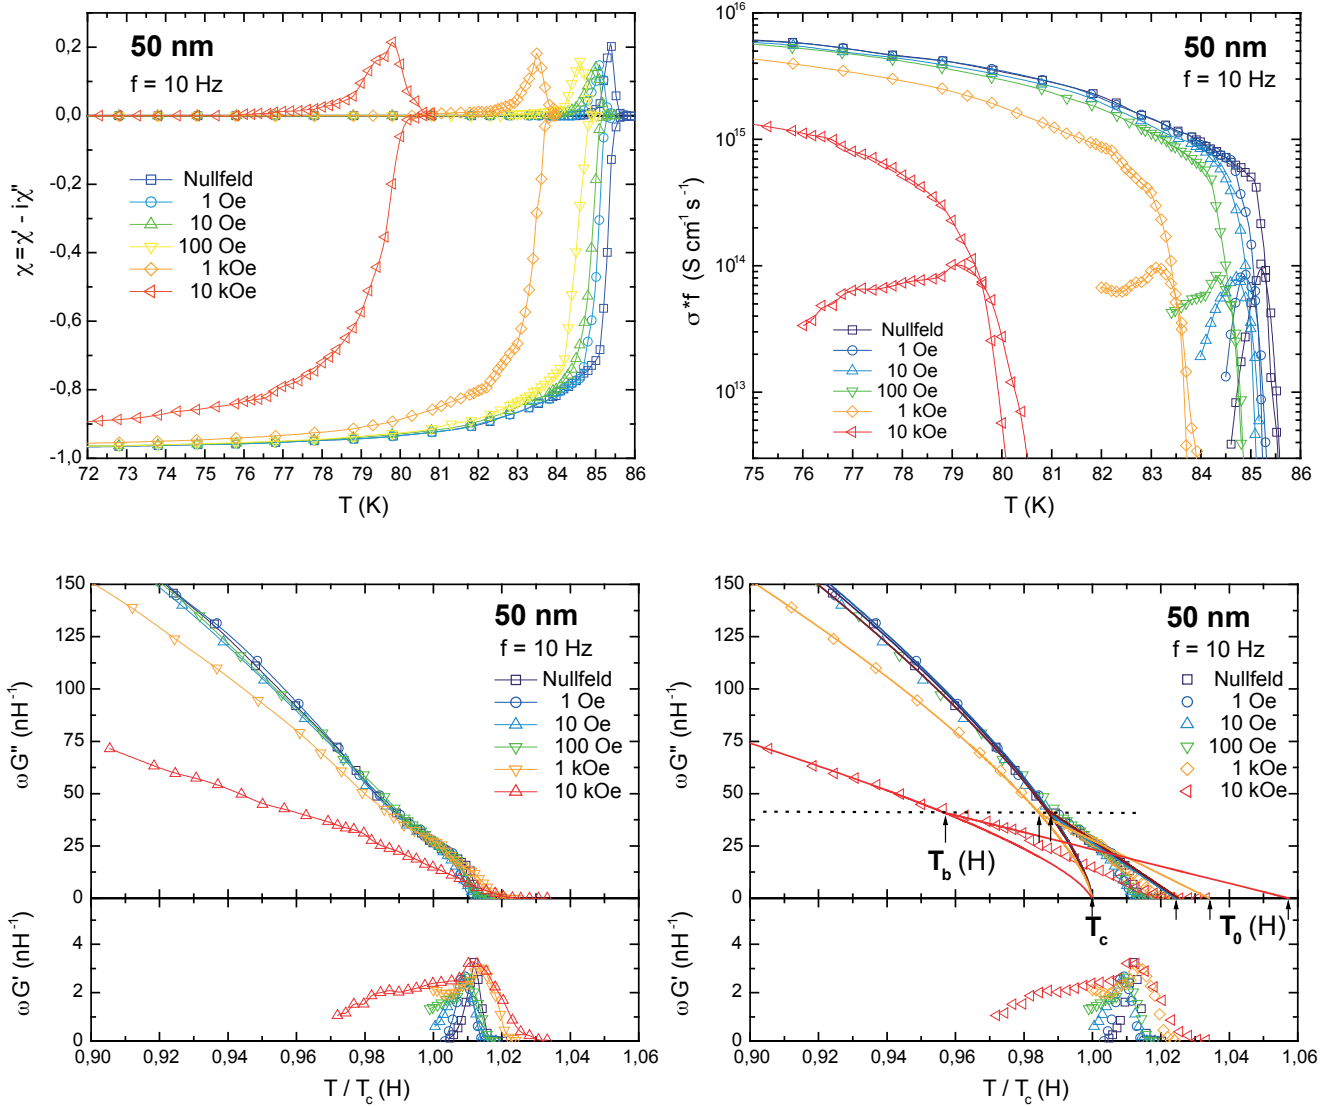 50 nm
f = 10 Hz
χ = χ' - iχ"
0,2
0,0
-0,2
-0,4
-0,6
-0,8
-1,0
Nullfeld
1 Oe
10 Oe
100 Oe
1 kOe
10 kOe
72 73 74 75 76 77 78 79 80 81 82 83 84 85 86
T (K)
50 nm
f = 10 Hz
σ*f (S cm⁻¹ s⁻¹)
10¹⁶
10¹⁵
10¹⁴
10¹³
Nullfeld
1 Oe
10 Oe
100 Oe
1 kOe
10 kOe
75 76 77 78 79 80 81 82 83 84 85 86
T (K)
50 nm
f = 10 Hz
ωG" (nH⁻¹)
150
125
100
75
50
25
0
Nullfeld
1 Oe
10 Oe
100 Oe
1 kOe
10 kOe
ωG' (nH⁻¹)
4
2
0
0,90 0,92 0,94 0,96 0,98 1,00 1,02 1,04 1,06
T / T_c (H)
50 nm
f = 10 Hz
ωG" (nH⁻¹)
150
125
100
75
50
25
0
Nullfeld
1 Oe
10 Oe
100 Oe
1 kOe
10 kOe
T_b (H)
T_c
T_0 (H)
ωG' (nH⁻¹)
4
2
0
0,90 0,92 0,94 0,96 0,98 1,00 1,02 1,04 1,06
T / T_c (H)